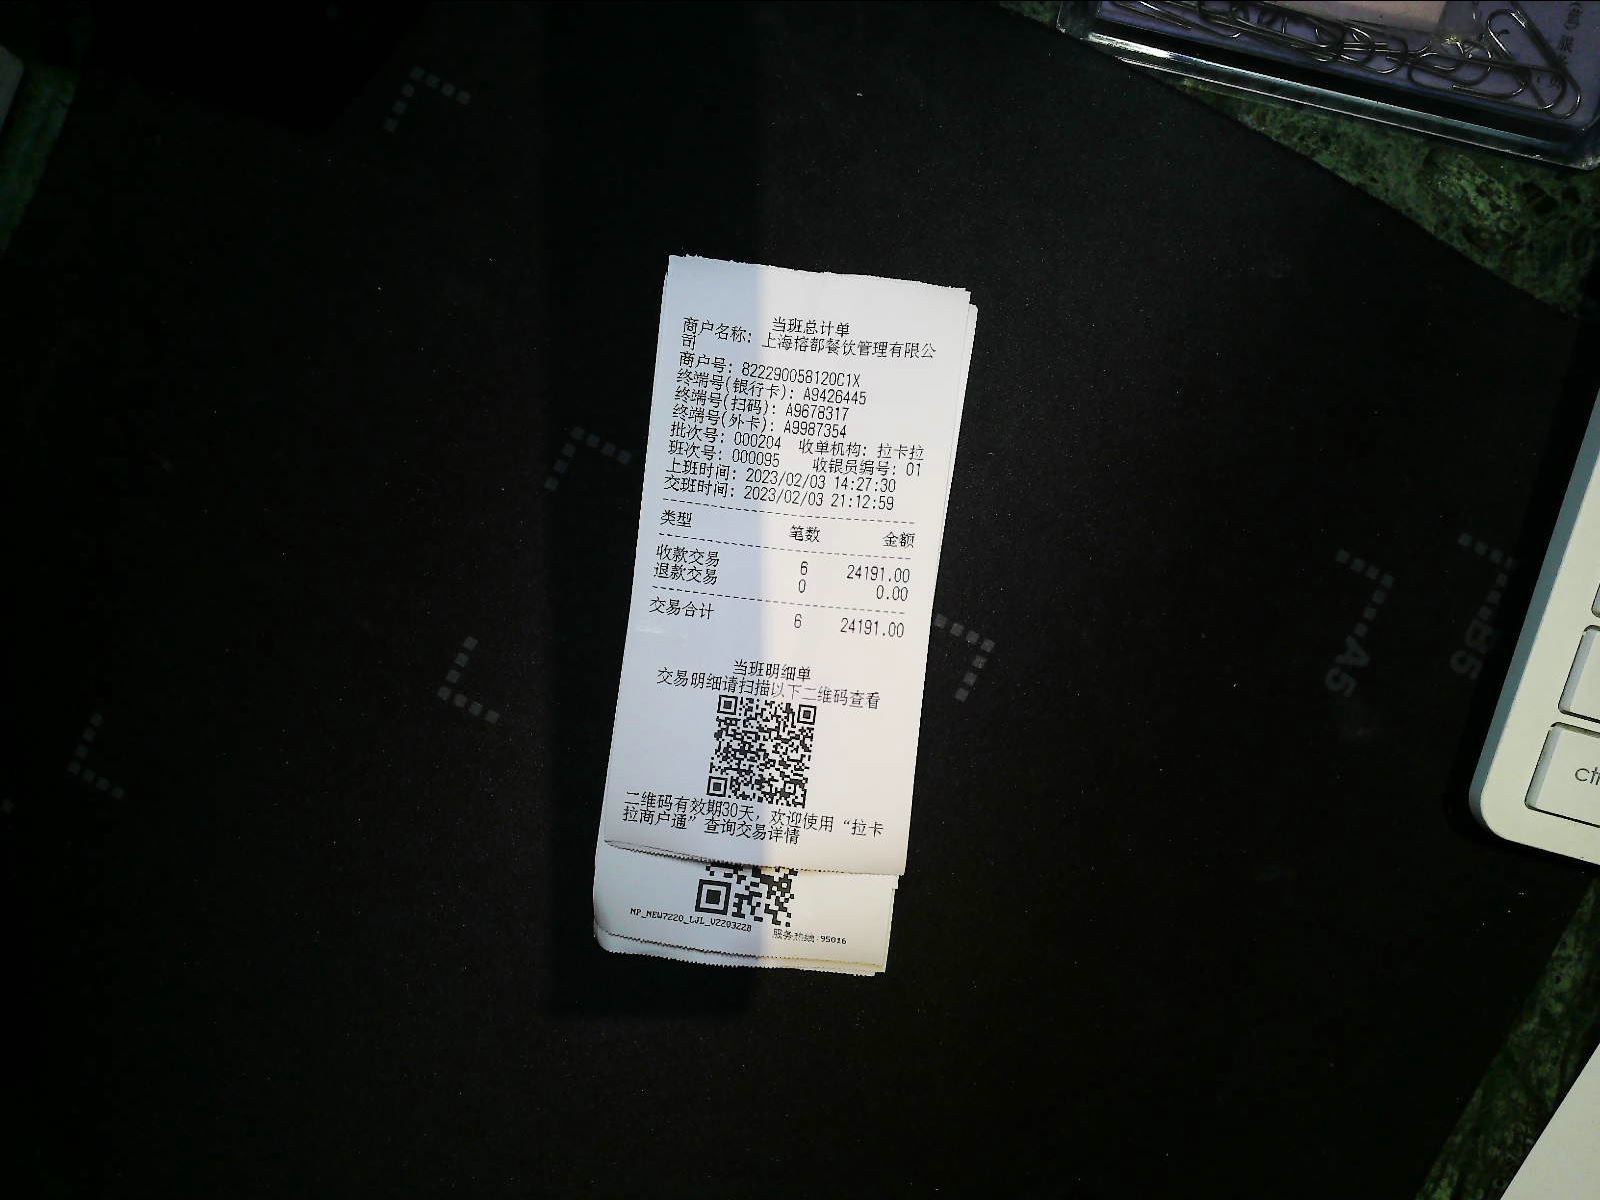 当班总计单
商户名称: 上海榕都餐饮管理有限公
司
商户号: 822290058120C1X
终端号(银行卡): A9426445
终端号(扫码): A9678317
终端号(外卡): A9987354
批次号: 000204 收单机构: 拉卡拉
班次号: 000095 收银员编号: 01
上班时间: 2023/02/03 14:27:30
交班时间: 2023/02/03 21:12:59
类型 笔数 金额
收款交易 6 24191.00
退款交易 0 0.00
交易合计 6 24191.00
当班明细单
交易明细请扫描以下二维码查看
二维码有效期30天, 欢迎使用“拉卡
拉商户通”查询交易详情
MP_NEW7220_LJL_V2203228
服务热线:95016
A5
B5